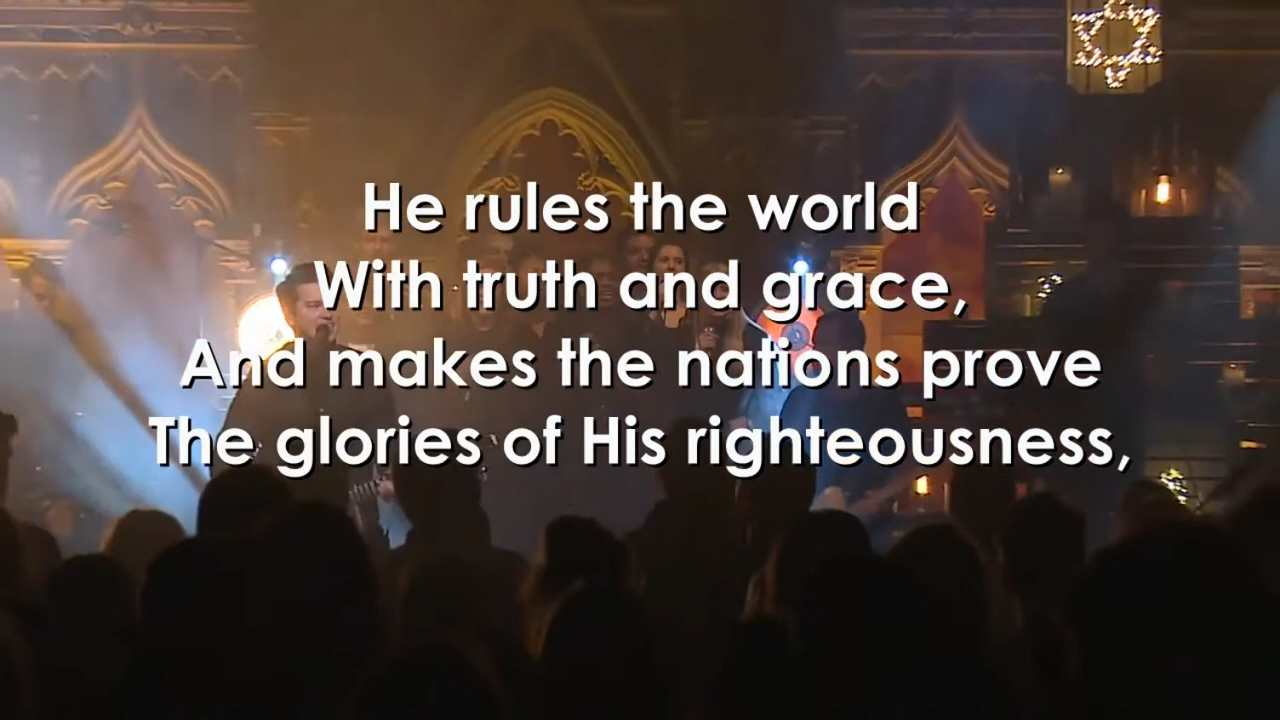 He rules the world
With truth and grace,
And makes the nations prove
The glories of His righteousness,